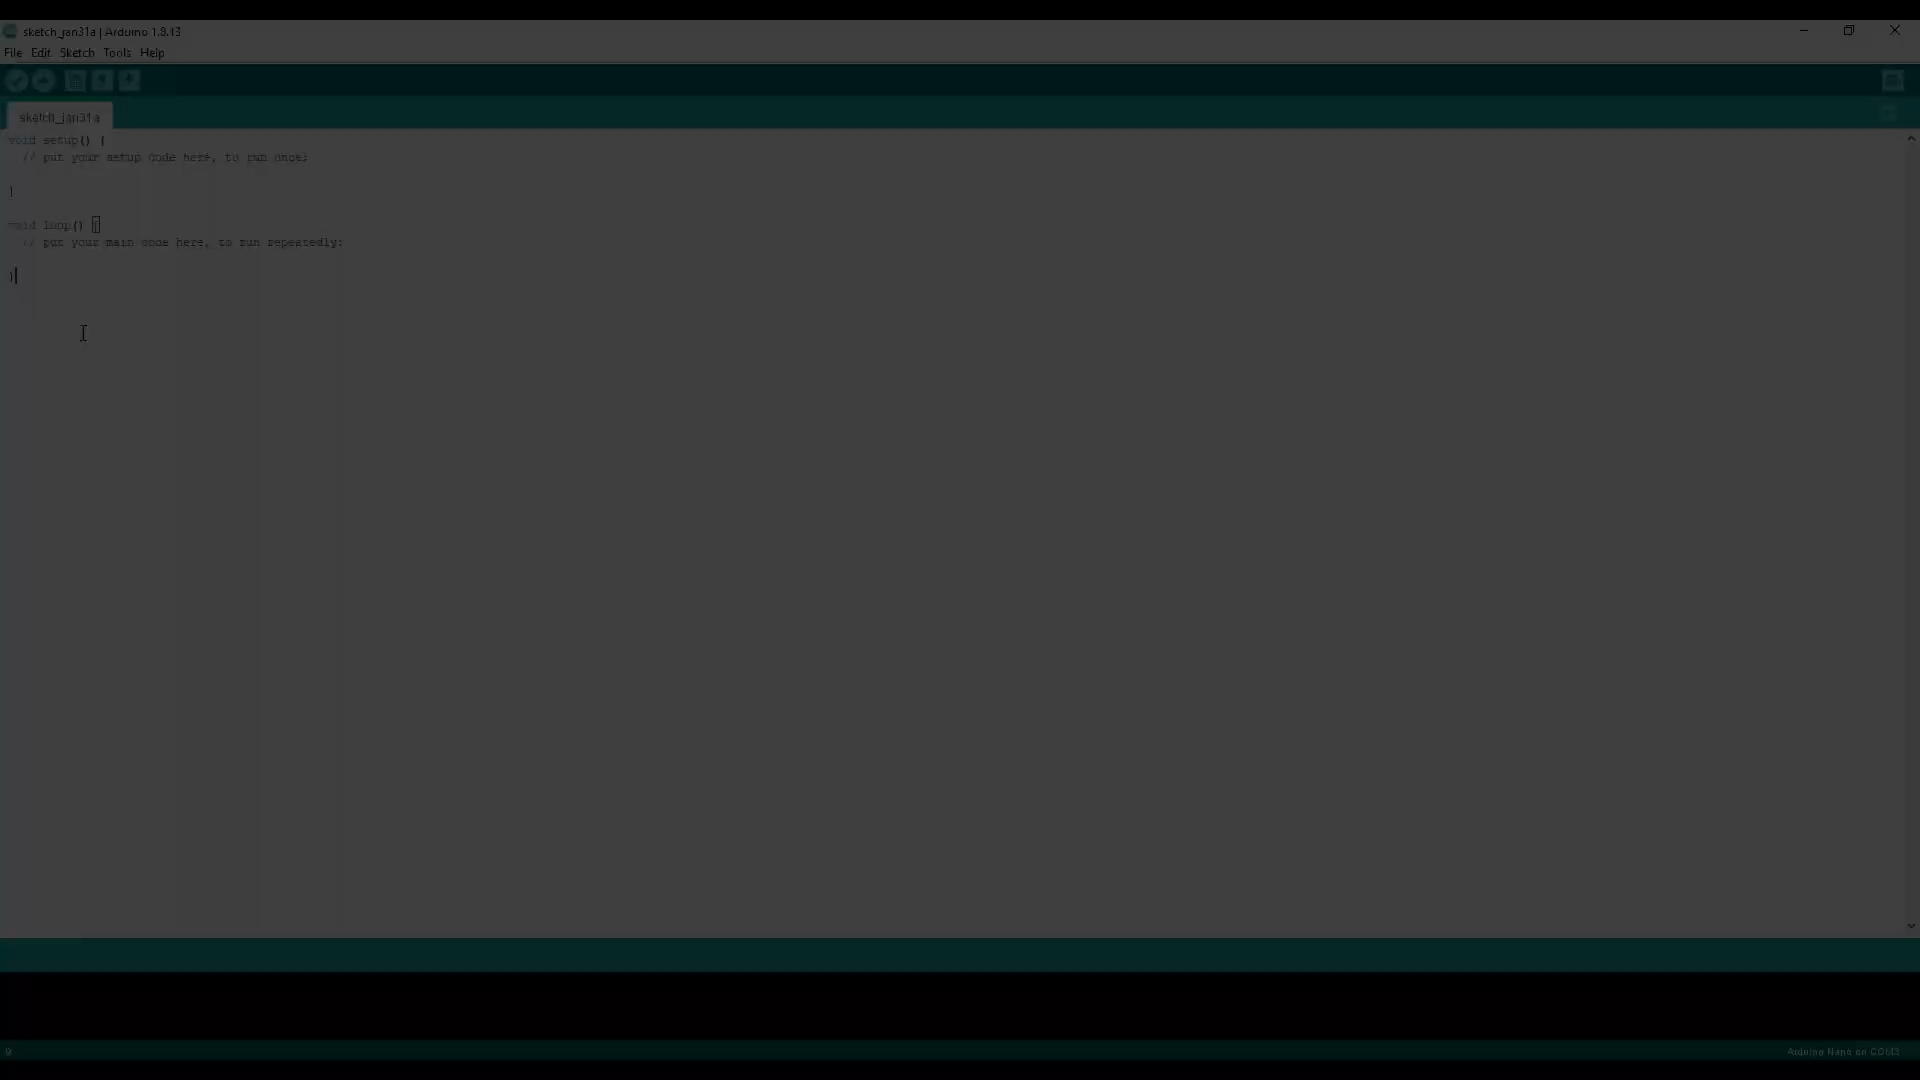 sketch_jan31a | Arduino 1.8.13
File Edit Sketch Tools Help
sketch_jan31a
void setup() {
// put your setup code here, to run once:
}
void loop() {
// put your main code here, to run repeatedly:
}
9
Arduino Nano on COM3